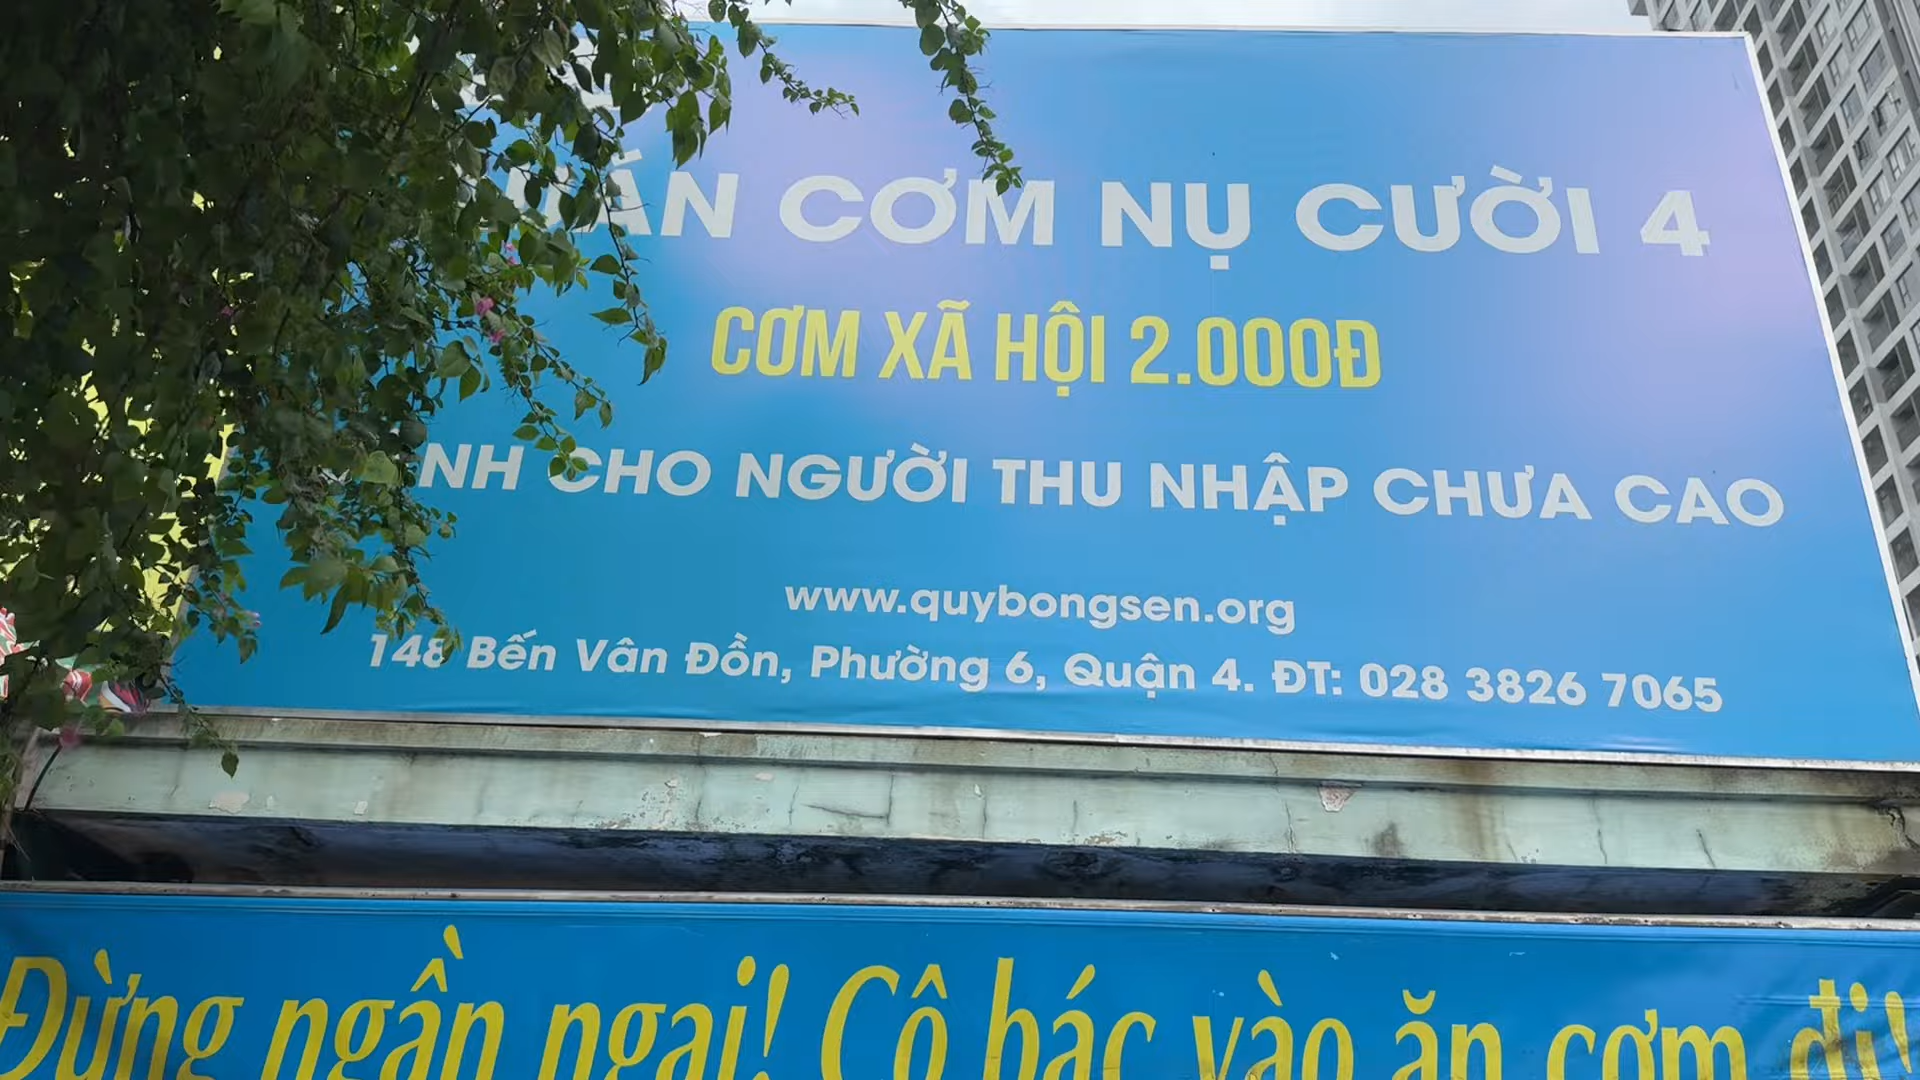 QUÁN CƠM NỤ CƯỜI 4
CƠM XÃ HỘI 2.000Đ
CHO NGƯỜI THU NHẬP CHƯA CAO
www.quybongsen.org
148 Bến Vân Đồn, Phường 6, Quận 4. ĐT: 028 3826 7065
Đừng ngần ngại! Cô bác vào ăn cơm đi!